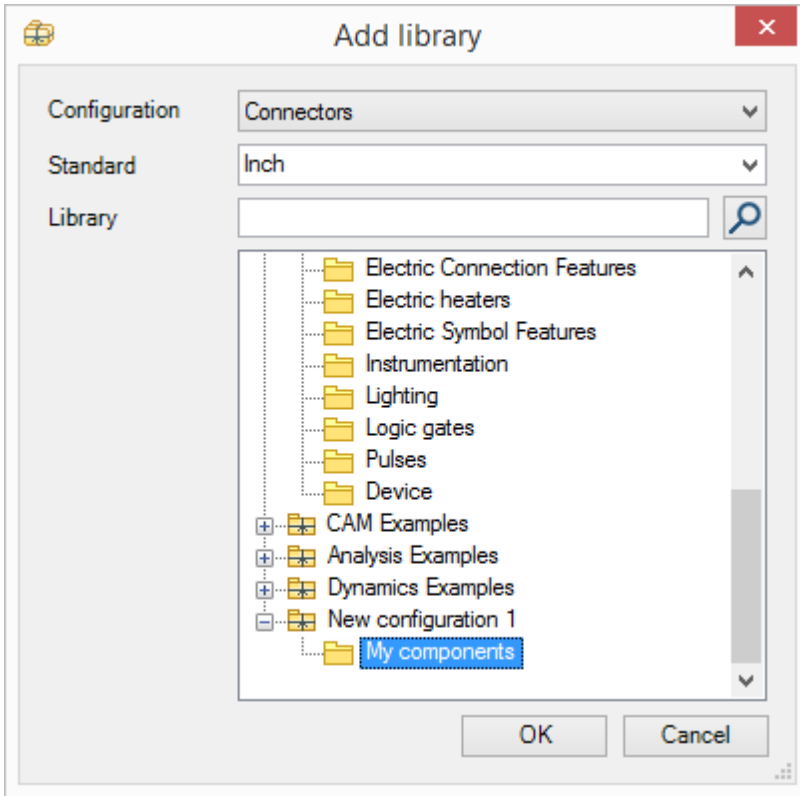 Add library
Configuration Connectors
Standard Inch
Library
Electric Connection Features
Electric heaters
Electric Symbol Features
Instrumentation
Lighting
Logic gates
Pulses
Device
CAM Examples
Analysis Examples
Dynamics Examples
New configuration 1
My components
OK Cancel